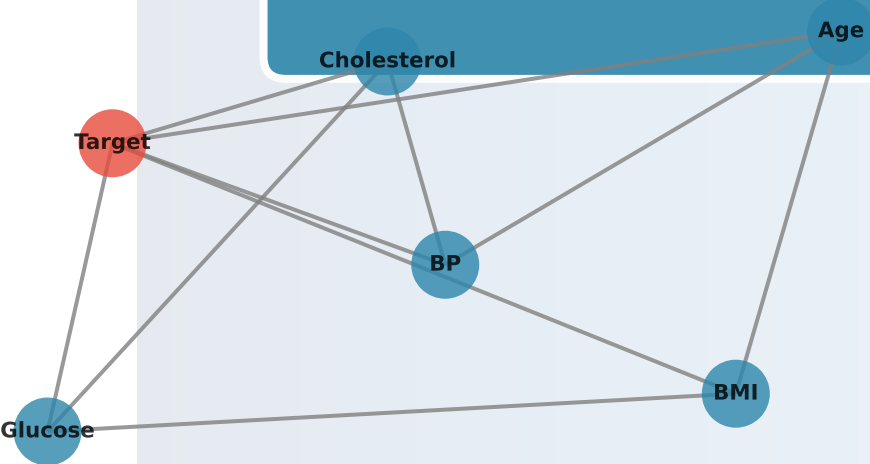 Age
Cholesterol
Target
BP
BMI
Glucose